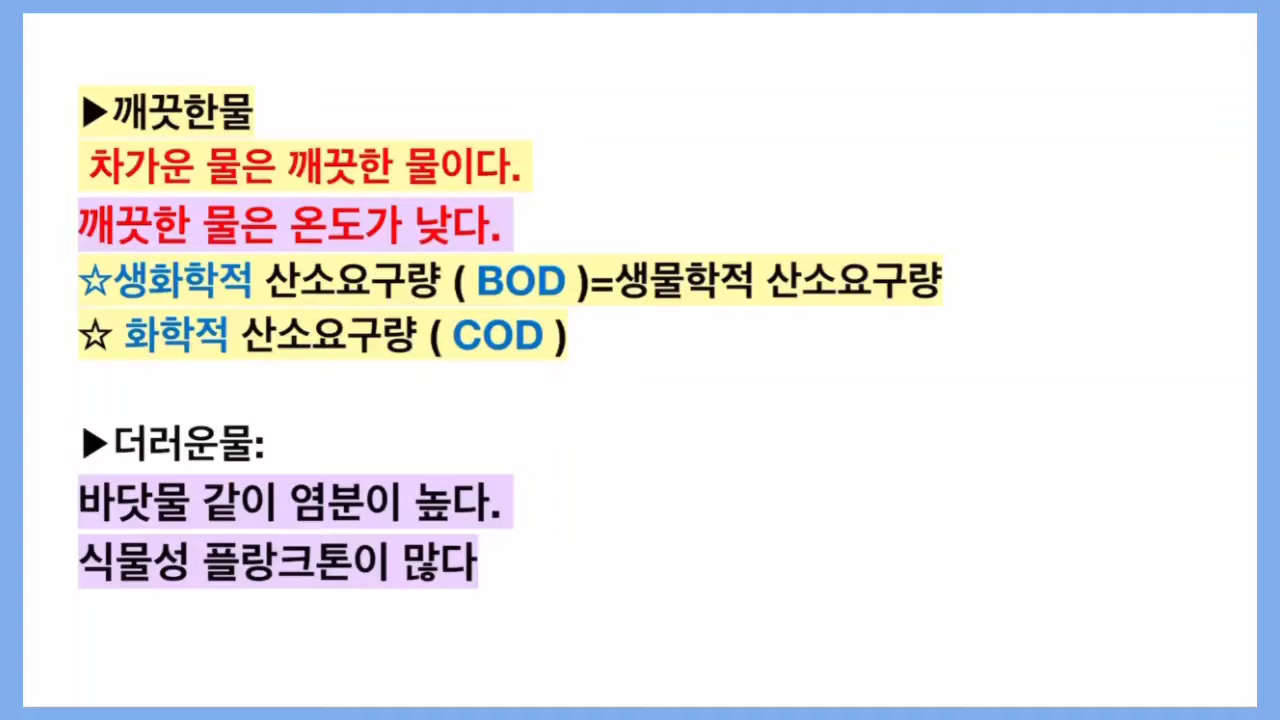 ▶깨끗한물
차가운 물은 깨끗한 물이다.
깨끗한 물은 온도가 낮다.
☆생화학적 산소요구량 ( BOD )=생물학적 산소요구량
☆ 화학적 산소요구량 ( COD )
▶더러운물:
바닷물 같이 염분이 높다.
식물성 플랑크톤이 많다